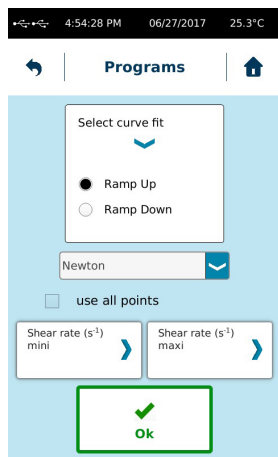 4:54:28 PM 06/27/2017 25.3°C
Programs
Select curve fit
Ramp Up
Ramp Down
Newton
use all points
Shear rate (s⁻¹)
mini
Shear rate (s⁻¹)
maxi
Ok